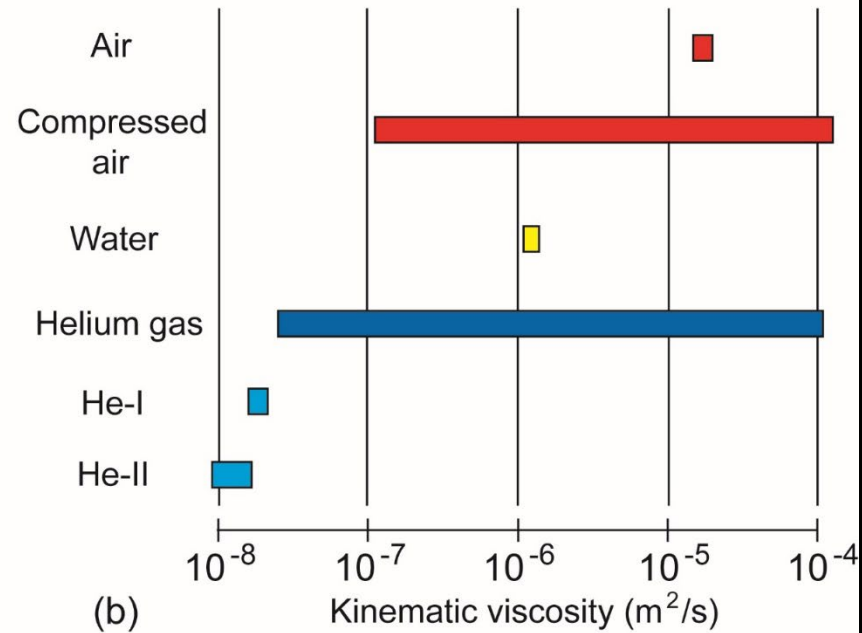 Air
Compressed
air
Water
Helium gas
He-I
He-II
10⁻⁸ 10⁻⁷ 10⁻⁶ 10⁻⁵ 10⁻⁴
(b) Kinematic viscosity (m²/s)